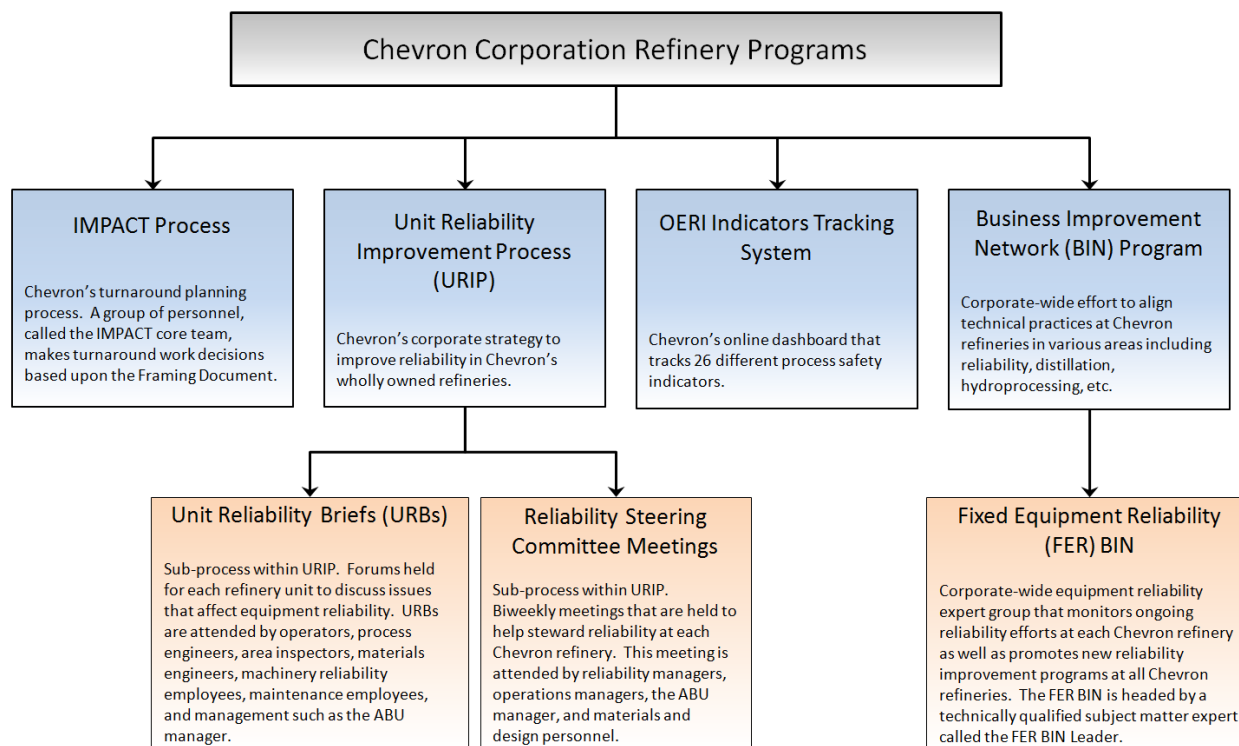 Chevron Corporation Refinery Programs
IMPACT Process
Chevron's turnaround planning
process. A group of personnel,
called the IMPACT core team,
makes turnaround work decisions
based upon the Framing Document.
Unit Reliability
Improvement Process
(URIP)
Chevron's corporate strategy to
improve reliability in Chevron's
wholly owned refineries.
OERI Indicators Tracking
System
Chevron's online dashboard that
tracks 26 different process safety
indicators.
Business Improvement
Network (BIN) Program
Corporate-wide effort to align
technical practices at Chevron
refineries in various areas including
reliability, distillation,
hydroprocessing, etc.
Unit Reliability Briefs (URBs)
Sub-process within URIP. Forums held
for each refinery unit to discuss issues
that affect equipment reliability. URBs
are attended by operators, process
engineers, area inspectors, materials
engineers, machinery reliability
employees, maintenance employees,
and management such as the ABU
manager.
Reliability Steering
Committee Meetings
Sub-process within URIP.
Biweekly meetings that are held to
help steward reliability at each
Chevron refinery. This meeting is
attended by reliability managers,
operations managers, the ABU
manager, and materials and
design personnel.
Fixed Equipment Reliability
(FER) BIN
Corporate-wide equipment reliability
expert group that monitors ongoing
reliability efforts at each Chevron refinery
as well as promotes new reliability
improvement programs at all Chevron
refineries. The FER BIN is headed by a
technically qualified subject matter expert
called the FER BIN Leader.